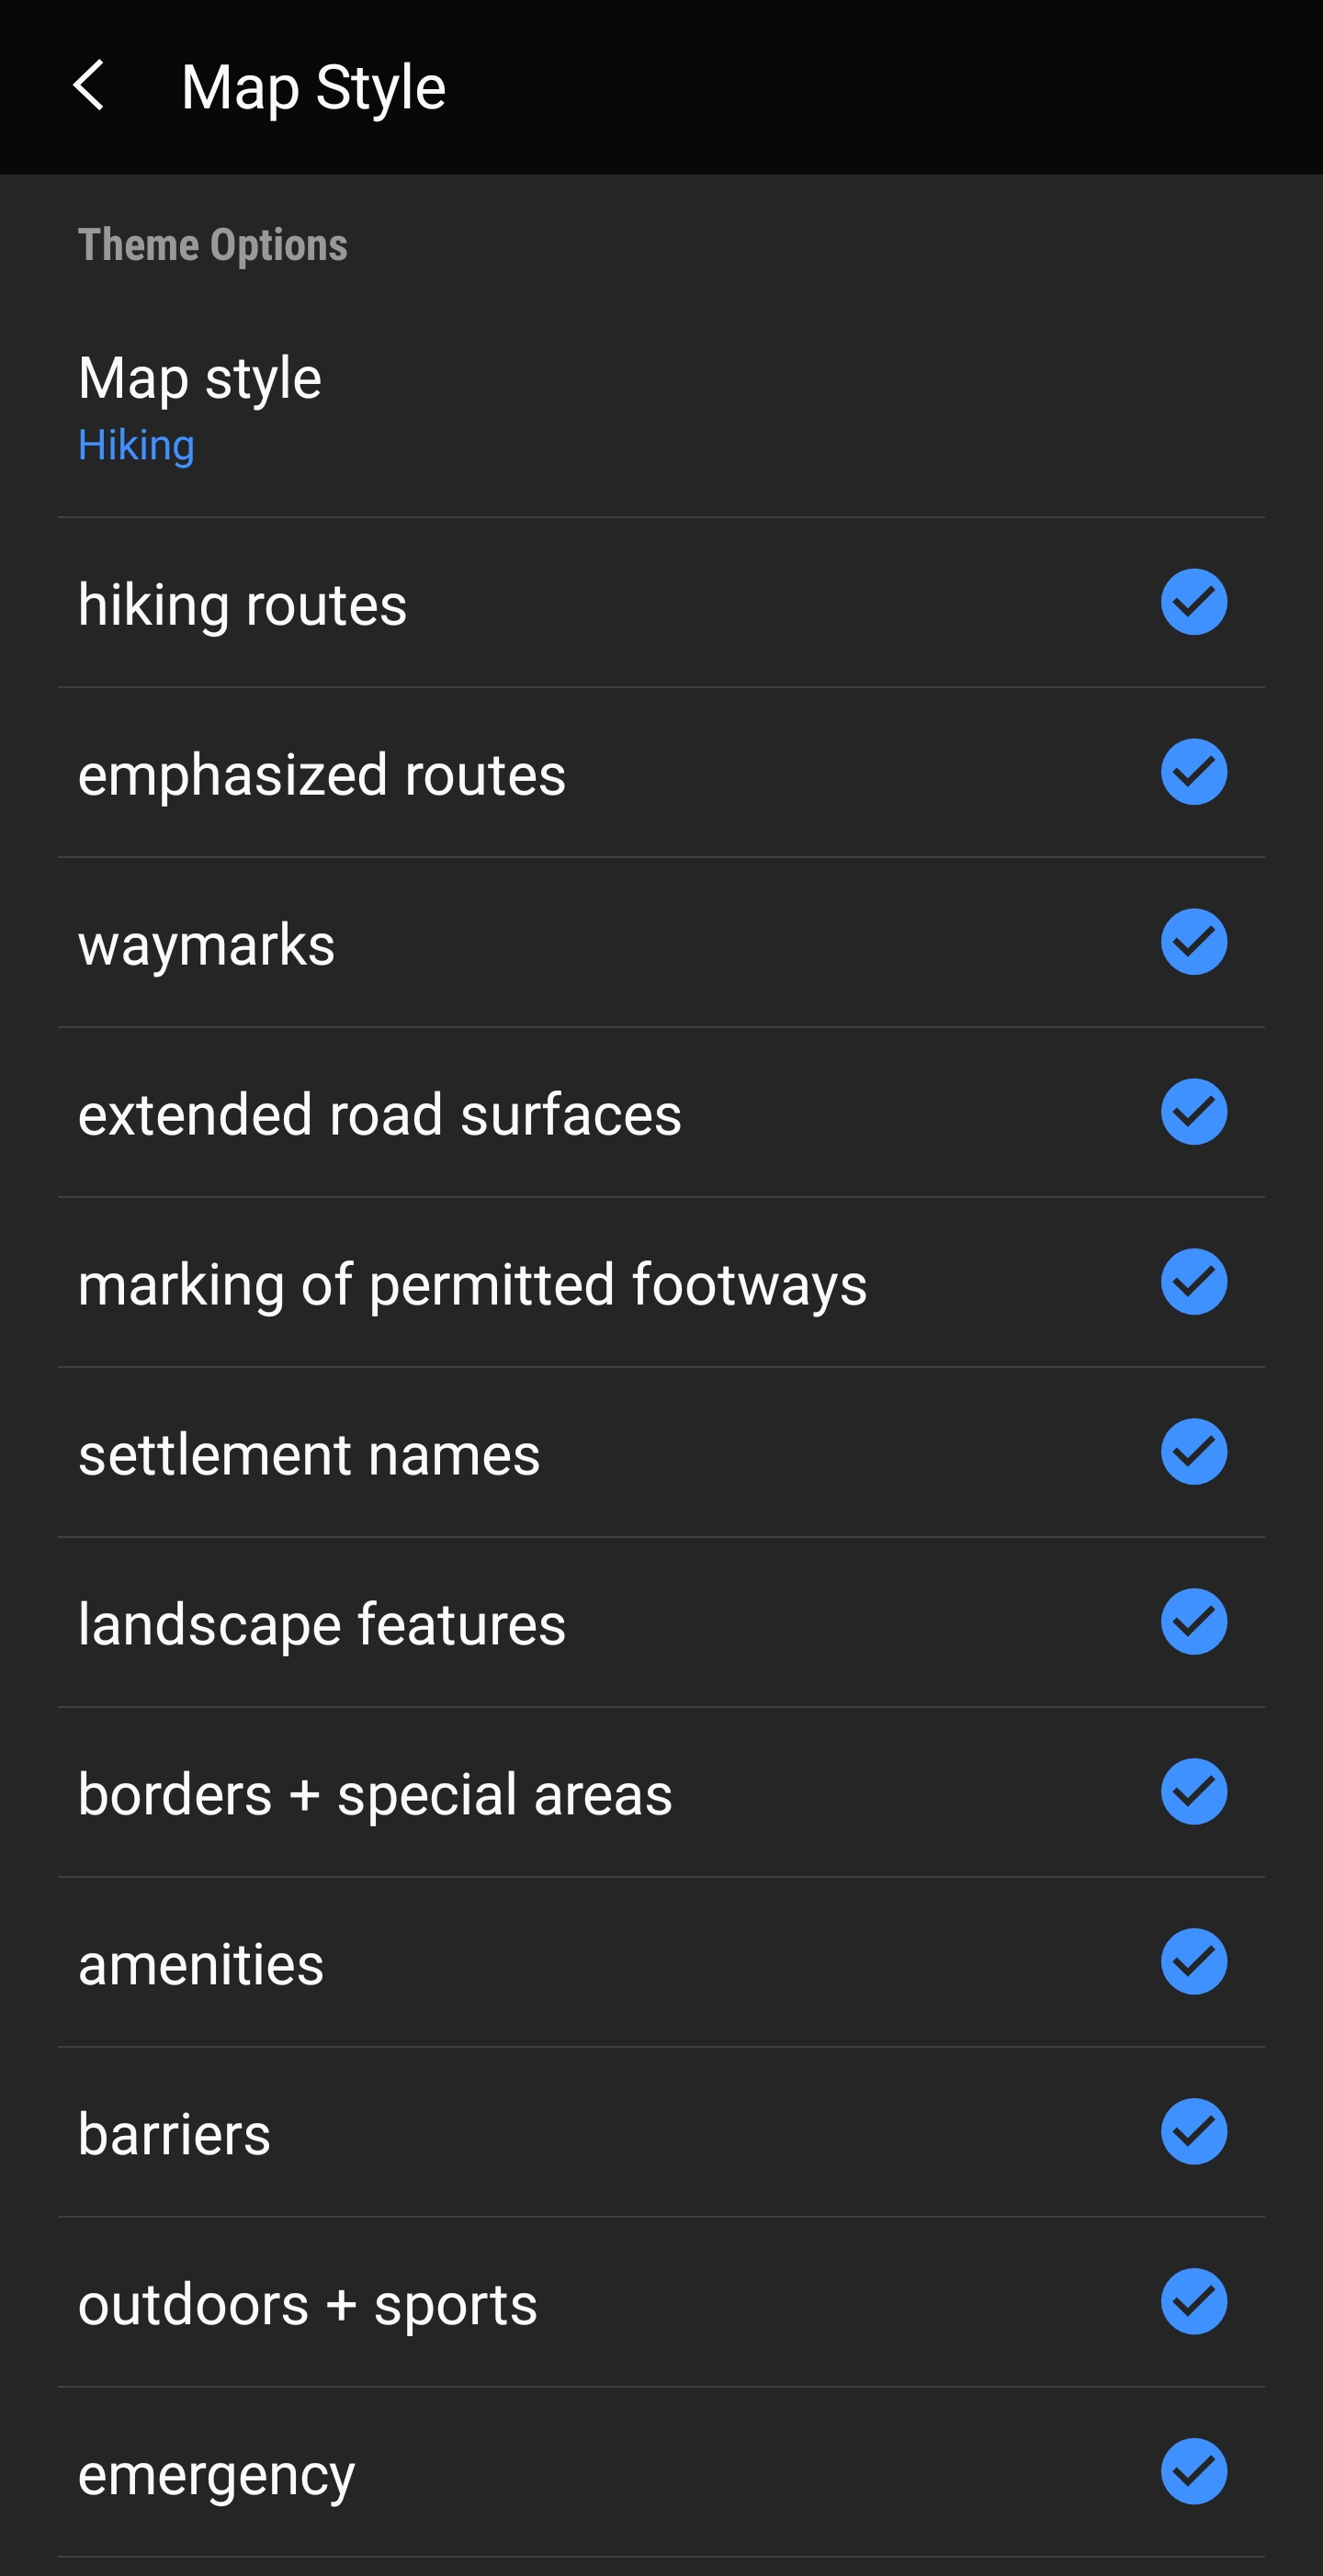 Map Style
Theme Options
Map style
Hiking
hiking routes
emphasized routes
waymarks
extended road surfaces
marking of permitted footways
settlement names
landscape features
borders + special areas
amenities
barriers
outdoors + sports
emergency